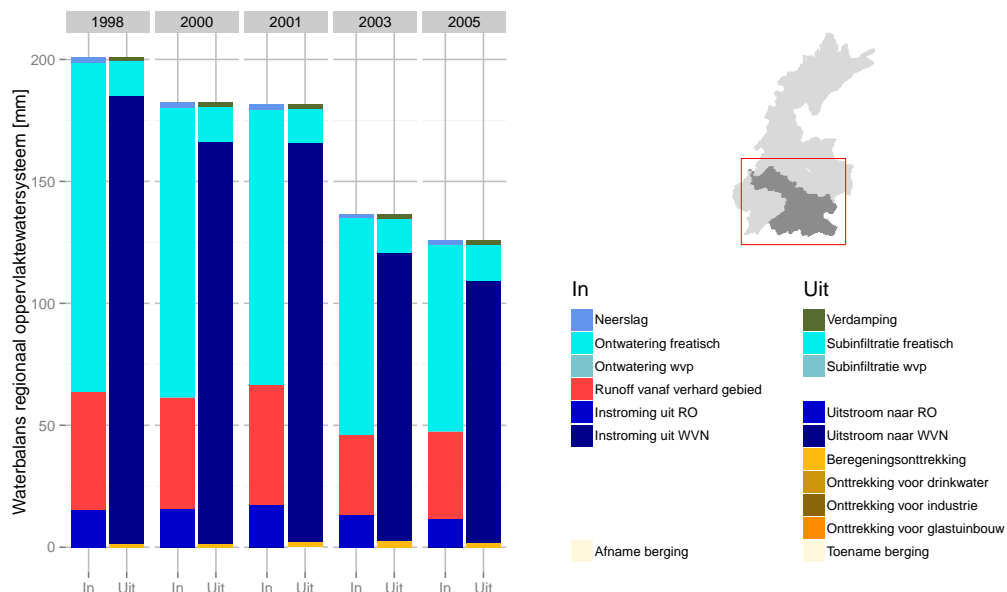 1998 2000 2001 2003 2005
Waterbalans regionaal oppervlaktewatersysteem [mm]
200
150
100
50
0
In Uit In Uit In Uit In Uit In Uit
In
Neerslag
Ontwatering freatisch
Ontwatering wvp
Runoff vanaf verhard gebied
Instroming uit RO
Instroming uit WVN
Afname berging
Uit
Verdamping
Subinfiltratie freatisch
Subinfiltratie wvp
Uitstroom naar RO
Uitstroom naar WVN
Beregeningsonttrekking
Onttrekking voor drinkwater
Onttrekking voor industrie
Onttrekking voor glastuinbouw
Toename berging